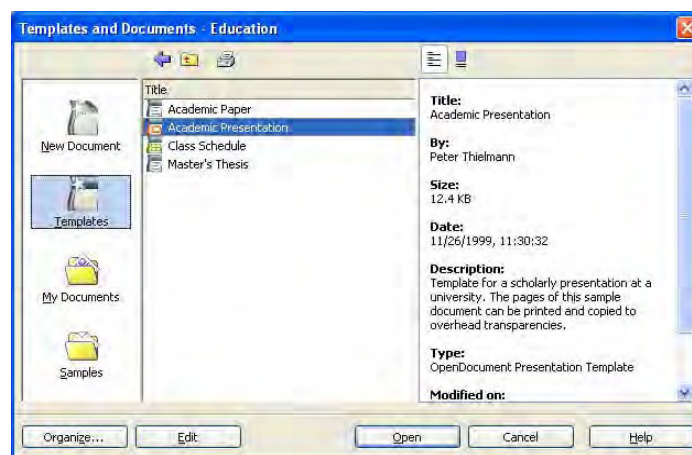 Templates and Documents - Education
New Document
Templates
My Documents
Samples
Title
Academic Paper
Academic Presentation
Class Schedule
Master's Thesis
Title:
Academic Presentation
By:
Peter Thielmann
Size:
12.4 KB
Date:
11/26/1999, 11:30:32
Description:
Template for a scholarly presentation at a
university. The pages of this sample
document can be printed and copied to
overhead transparencies.
Type:
OpenDocument Presentation Template
Modified on:
Organize...
Edit
Open
Cancel
Help